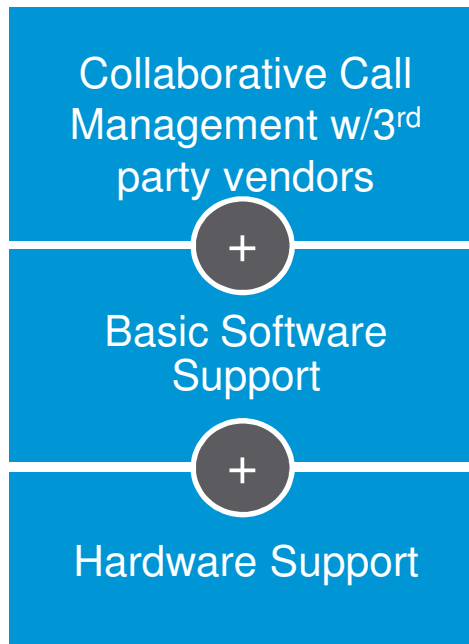 Collaborative Call
Management w/3rd
party vendors
+
Basic Software
Support
+
Hardware Support